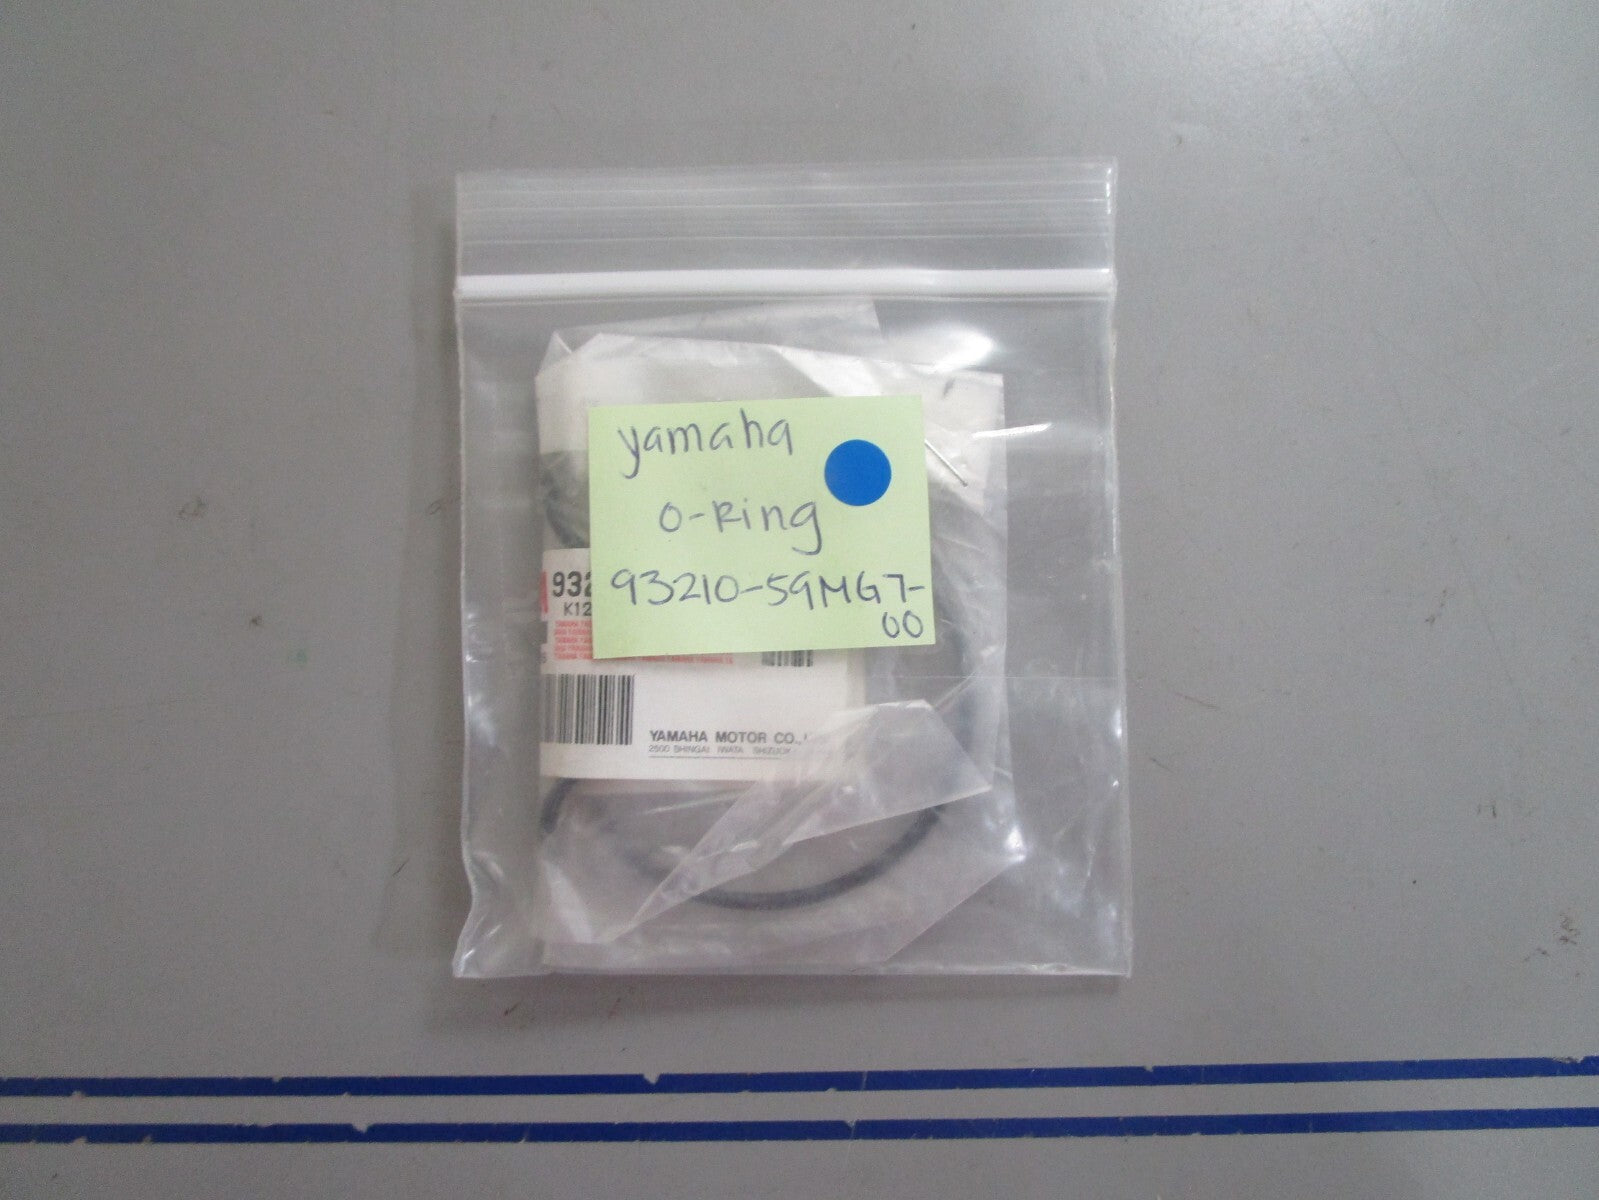 yamaha
O-Ring
93210-59MG7-
00
932
K12
YAMAHA MOTOR CO.,
2500 SHINGAI IWATA SHIZUOK